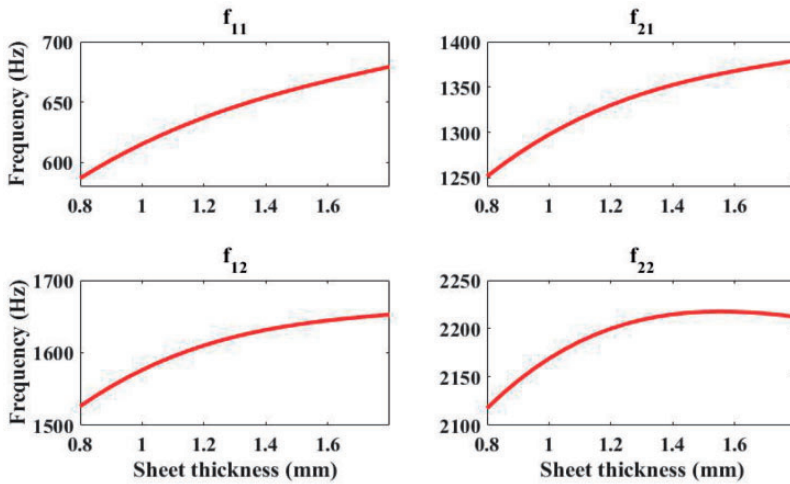 f11
f21
Frequency (Hz)
700
650
600
0.8 1 1.2 1.4 1.6
1400
1350
1300
1250
0.8 1 1.2 1.4 1.6
f12
f22
Frequency (Hz)
1700
1600
1500
0.8 1 1.2 1.4 1.6
Sheet thickness (mm)
2250
2200
2150
2100
0.8 1 1.2 1.4 1.6
Sheet thickness (mm)